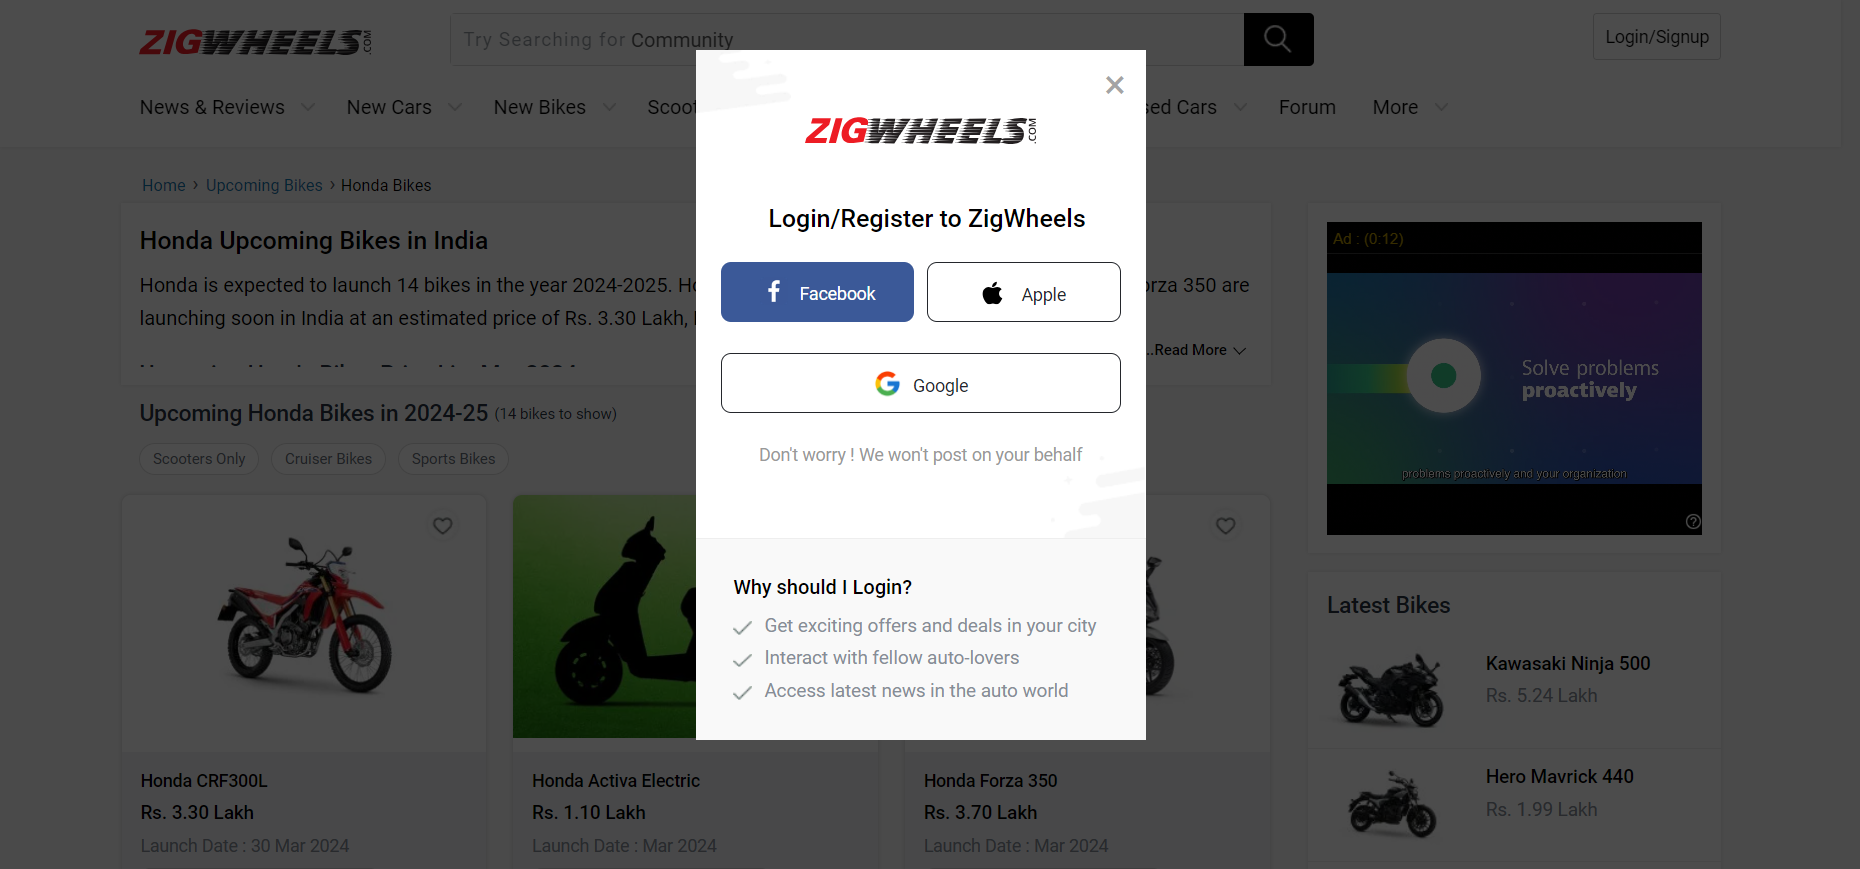 ZIGWHEELS.COM
Try Searching for Community
Login/Signup
News & Reviews
New Cars
New Bikes
Cars
Forum
More
Home › Upcoming Bikes › Honda Bikes
Honda Upcoming Bikes in India
Honda is expected to launch 14 bikes in the year 2024-2025.
350 are
launching soon in India at an estimated price of Rs. 3.30 Lakh,
..Read More
Upcoming Honda Bikes in 2024-25 (14 bikes to show)
Scooters Only
Cruiser Bikes
Sports Bikes
Honda CRF300L
Rs. 3.30 Lakh
Launch Date : 30 Mar 2024
Honda Activa Electric
Rs. 1.10 Lakh
Launch Date : Mar 2024
Honda Forza 350
Rs. 3.70 Lakh
Launch Date : Mar 2024
ZIGWHEELS.COM
Login/Register to ZigWheels
Facebook
Apple
Google
Don't worry ! We won't post on your behalf
Why should I Login?
Get exciting offers and deals in your city
Interact with fellow auto-lovers
Access latest news in the auto world
Ad : (0:12)
Solve problems
proactively
problems proactively and your organization
Latest Bikes
Kawasaki Ninja 500
Rs. 5.24 Lakh
Hero Mavrick 440
Rs. 1.99 Lakh